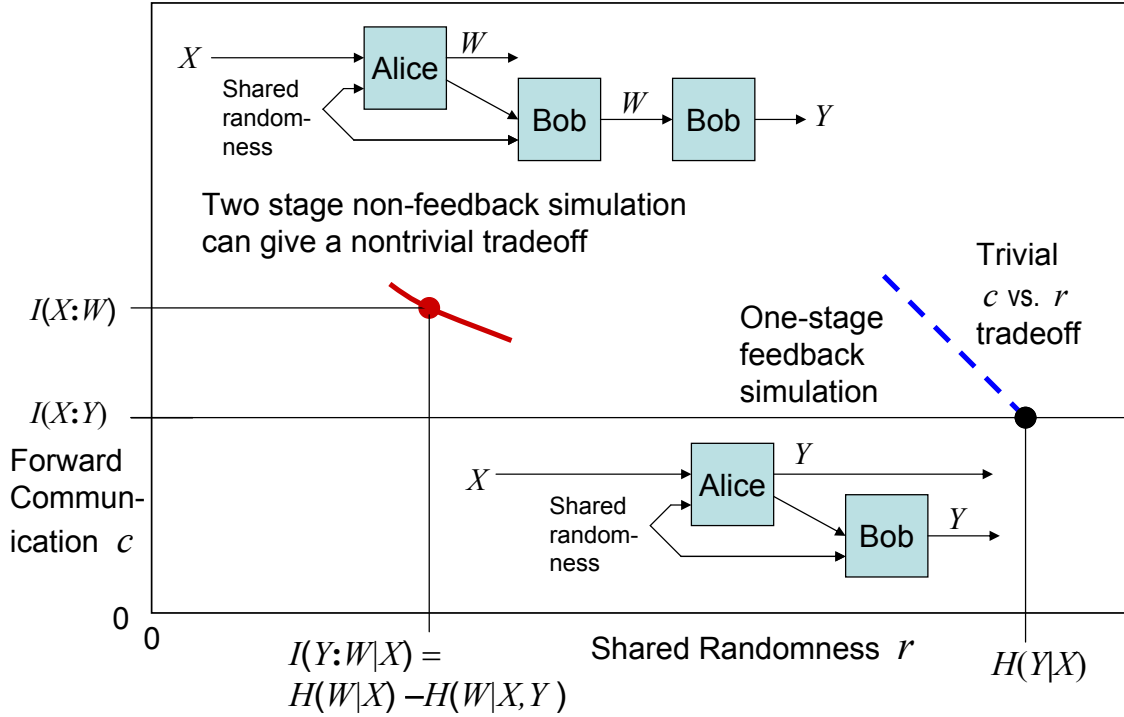 X
Alice
W
Shared
random-
ness
Bob
W
Bob
Y
Two stage non-feedback simulation
can give a nontrivial tradeoff
Trivial
c vs. r
tradeoff
One-stage
feedback
simulation
I(X:W)
I(X:Y)
Forward
Commun-
ication c
X
Alice
Y
Shared
random-
ness
Bob
Y
0
0
I(Y:W|X) =
H(W|X) –H(W|X,Y)
Shared Randomness r
H(Y|X)